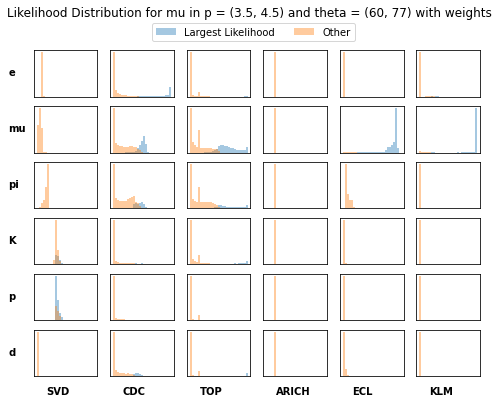 Likelihood Distribution for mu in p = (3.5, 4.5) and theta = (60, 77) with weights
Largest Likelihood Other
e
mu
pi
K
p
d
SVD CDC TOP ARICH ECL KLM